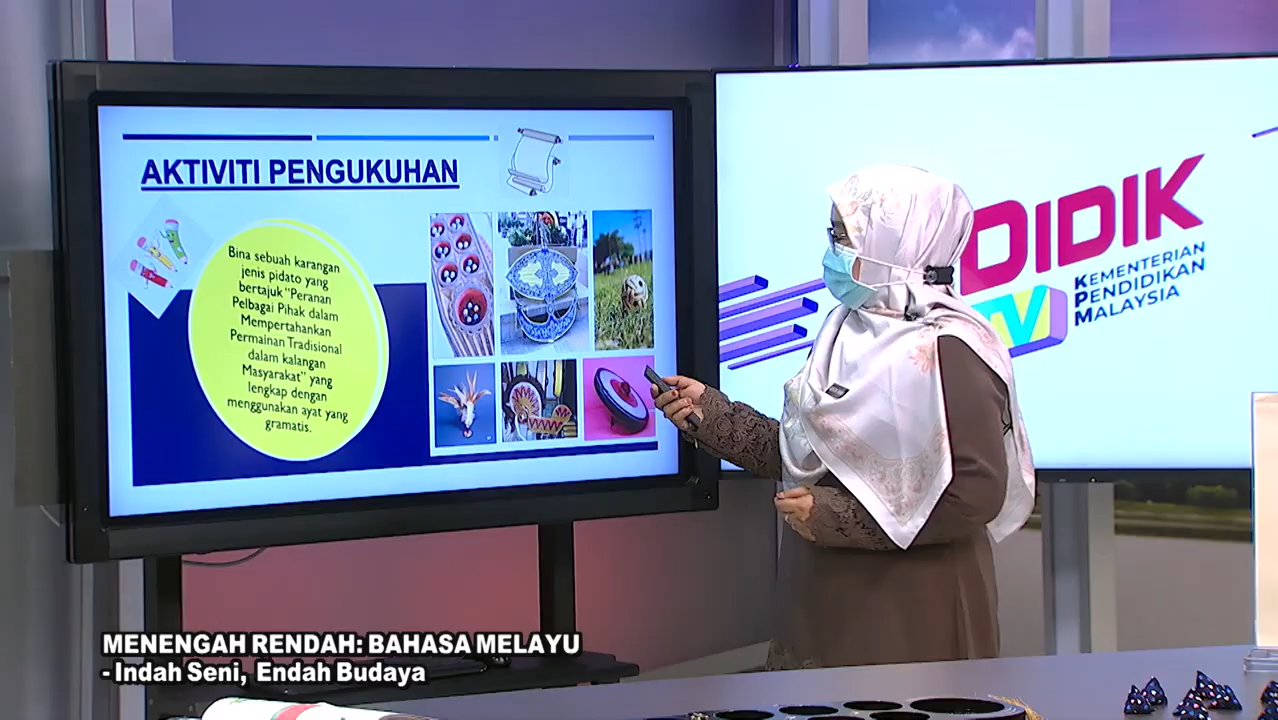 AKTIVITI PENGUKUHAN
Bina sebuah karangan
jenis pidato yang
bertajuk "Peranan
Pelbagai Pihak dalam
Mempertahankan
Permainan Tradisional
dalam kalangan
Masyarakat" yang
lengkap dengan
menggunakan ayat yang
gramatis.
DIDIK
TV
KEMENTERIAN
PENDIDIKAN
MALAYSIA
MENENGAH RENDAH: BAHASA MELAYU
- Indah Seni, Endah Budaya